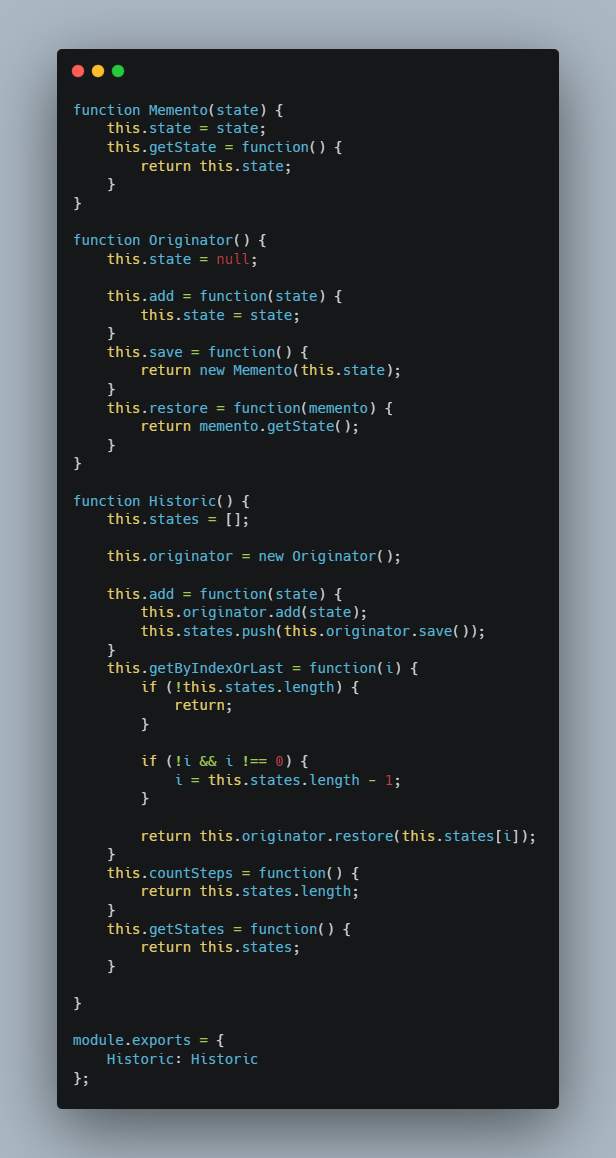 function Memento(state) {
    this.state = state;
    this.getState = function() {
        return this.state;
    }
}

function Originator() {
    this.state = null;

    this.add = function(state) {
        this.state = state;
    }
    this.save = function() {
        return new Memento(this.state);
    }
    this.restore = function(memento) {
        return memento.getState();
    }
}

function Historic() {
    this.states = [];

    this.originator = new Originator();

    this.add = function(state) {
        this.originator.add(state);
        this.states.push(this.originator.save());
    }
    this.getByIndexOrLast = function(i) {
        if (!this.states.length) {
            return;
        }

        if (!i && i !== 0) {
            i = this.states.length - 1;
        }

        return this.originator.restore(this.states[i]);
    }
    this.countSteps = function() {
        return this.states.length;
    }
    this.getStates = function() {
        return this.states;
    }

}

module.exports = {
    Historic: Historic
};